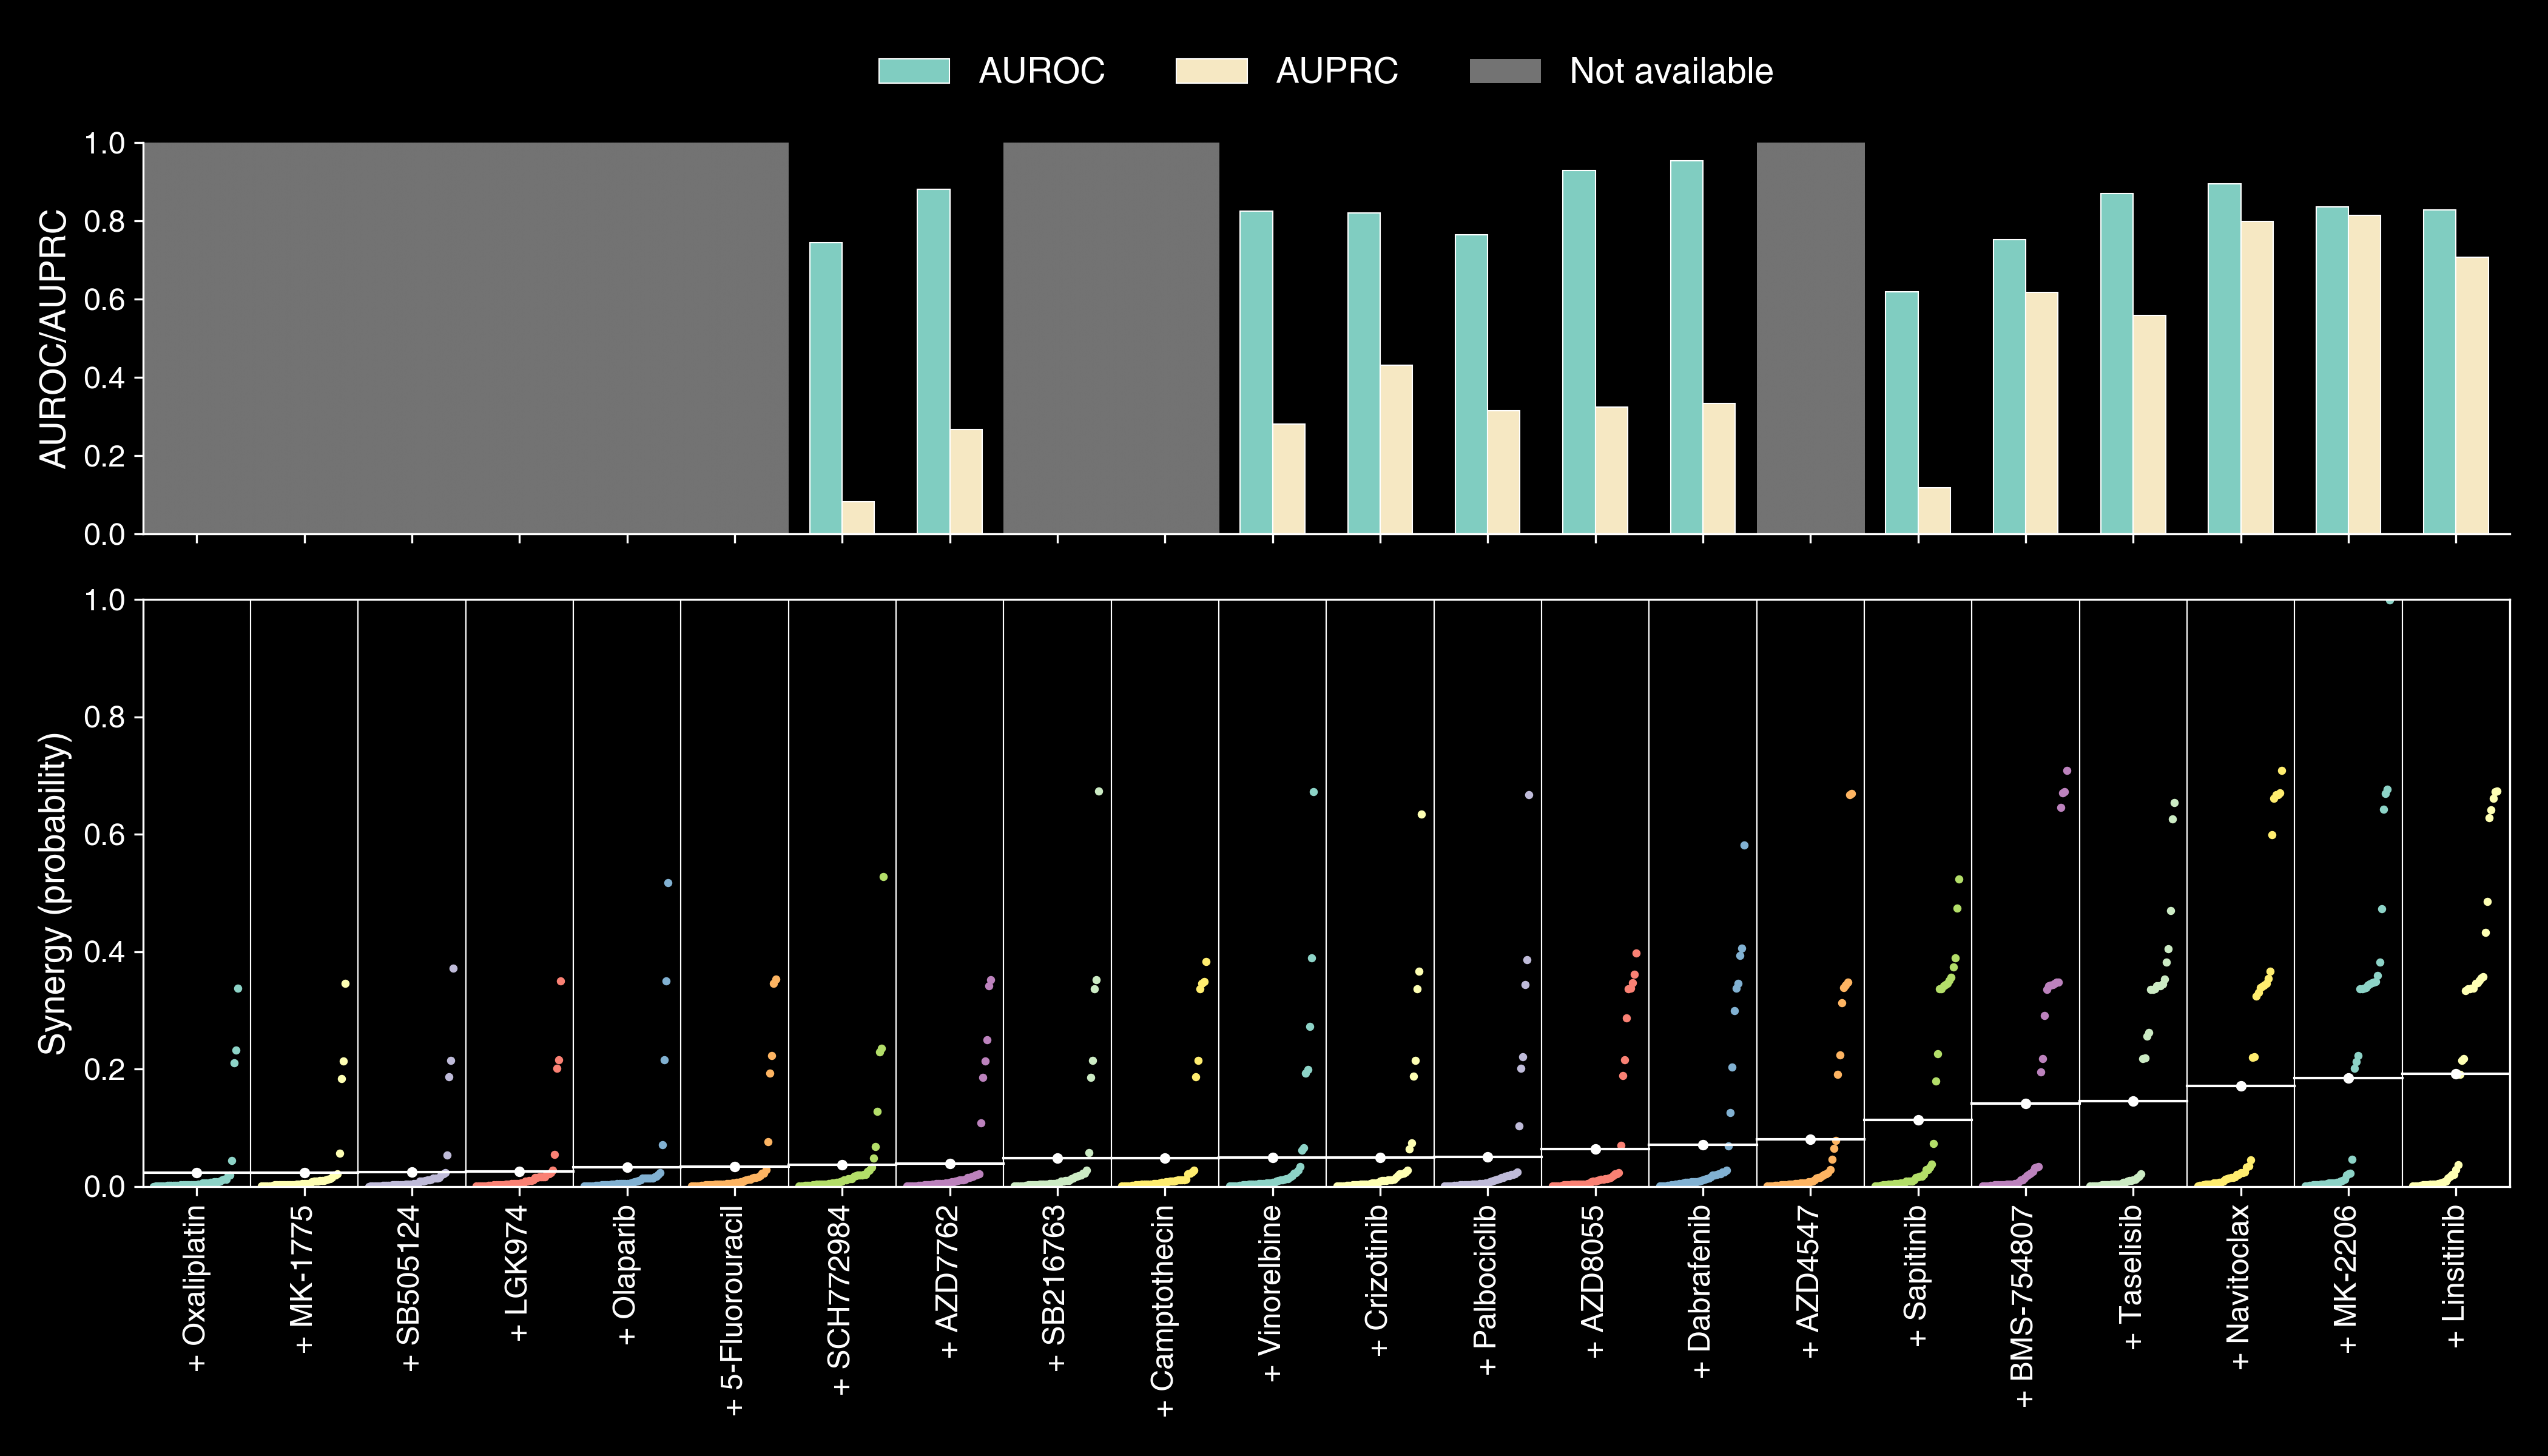 AUROC AUPRC Not available
AUROC/AUPRC
1.0
0.8
0.6
0.4
0.2
0.0
Synergy (probability)
1.0
0.8
0.6
0.4
0.2
0.0
+ Oxaliplatin
+ MK-1775
+ SB505124
+ LGK974
+ Olaparib
+ 5-Fluorouracil
+ SCH772984
+ AZD7762
+ SB216763
+ Camptothecin
+ Vinorelbine
+ Crizotinib
+ Palbociclib
+ AZD8055
+ Dabrafenib
+ AZD4547
+ Sapitinib
+ BMS-754807
+ Taselisib
+ Navitoclax
+ MK-2206
+ Linsitinib